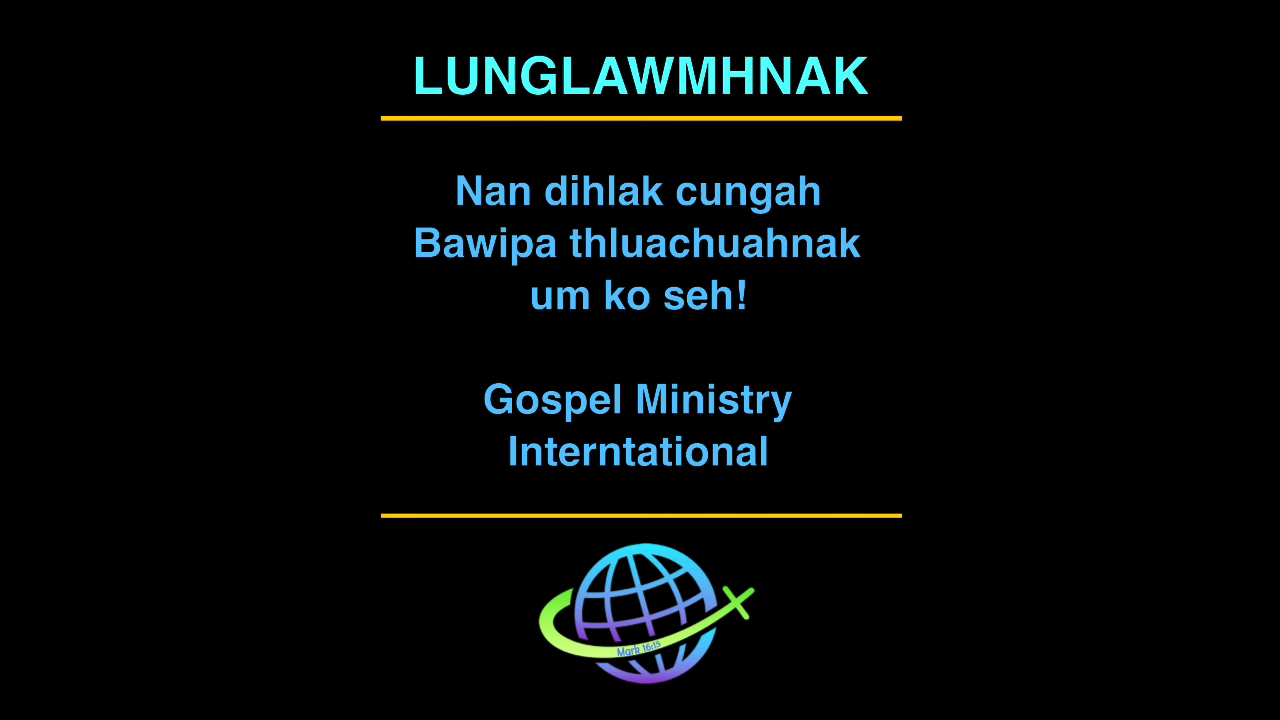 LUNGLAWMHNAK
Nan dihlak cungah
Bawipa thluachuahnak
um ko seh!
Gospel Ministry
Interntational
Mark 16:15